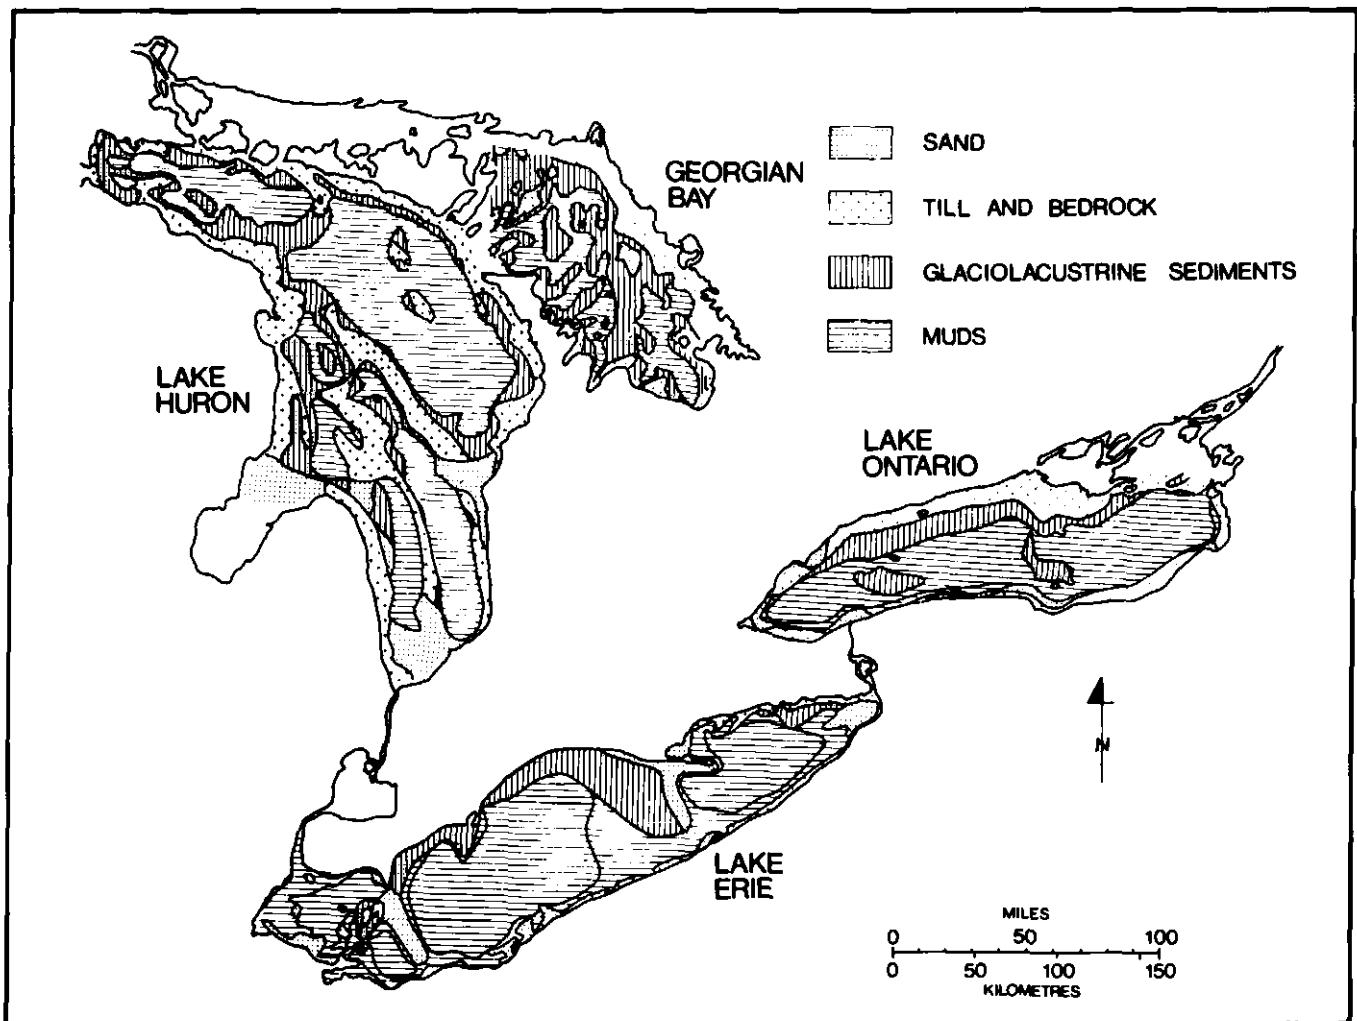 GEORGIAN
BAY
SAND
TILL AND BEDROCK
GLACIOLACUSTRINE SEDIMENTS
MUDS
LAKE
HURON
LAKE
ONTARIO
N
LAKE
ERIE
MILES
0 50 100
0 50 100 150
KILOMETRES